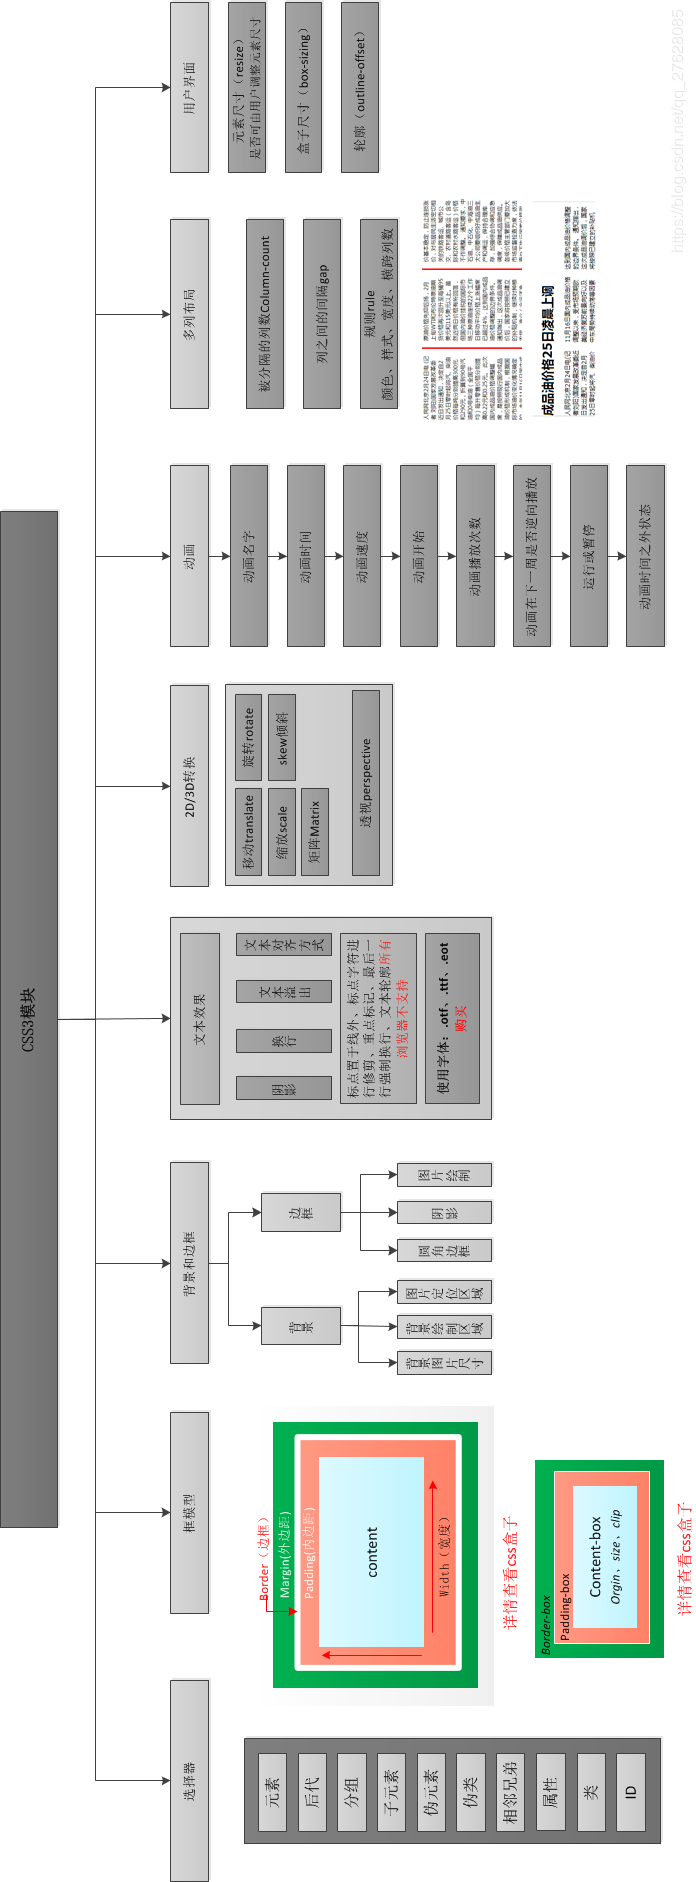 CSS3模块
选择器
元素
后代
分组
子元素
伪元素
伪类
相邻兄弟
属性
类
ID
框模型
Border（边框）
Margin(外边距)
Padding(内边距)
content
Width（宽度）
详情查看css盒子
Border-box
Padding-box
Content-box
Orgin、size、clip
详情查看css盒子
背景和边框
背景
背景图片尺寸
背景绘制区域
图片定位区域
边框
圆角边框
阴影
图片绘制
文本效果
阴影
换行
文本溢出
文本对齐方式
标点置于线外、标点字符进
行修剪、重点标记、最后一
行强制换行、文本轮廓所有
浏览器不支持
使用字体：.otf、.ttf、.eot
购买
2D/3D转换
移动translate
旋转rotate
缩放scale
skew倾斜
矩阵Matrix
透视perspective
动画
动画名字
动画时间
动画速度
动画开始
动画播放次数
动画在下一周是否逆向播放
运行或暂停
动画时间之外状态
多列布局
被分隔的列数Column-count
列之间的间隔gap
规则rule
颜色、样式、宽度、横跨列数
成品油价格25日凌晨上调
用户界面
元素尺寸（resize）
是否可由用户调整元素尺寸
盒子尺寸（box-sizing）
轮廓（outline-offset）
https://blog.csdn.net/qq_27628085